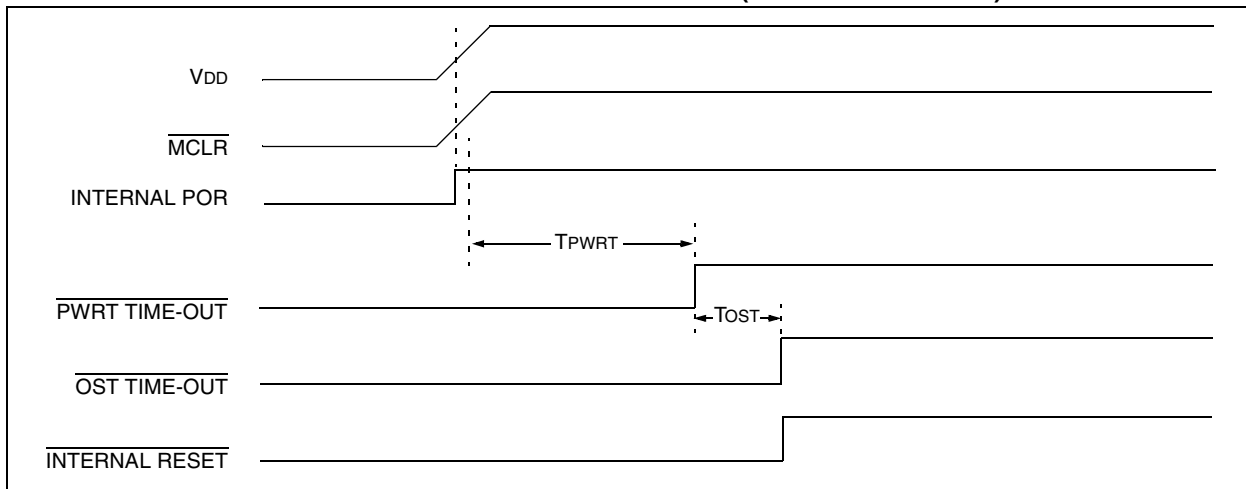 VDD
MCLR
INTERNAL POR
TPWRT
PWRT TIME-OUT
TOST
OST TIME-OUT
INTERNAL RESET